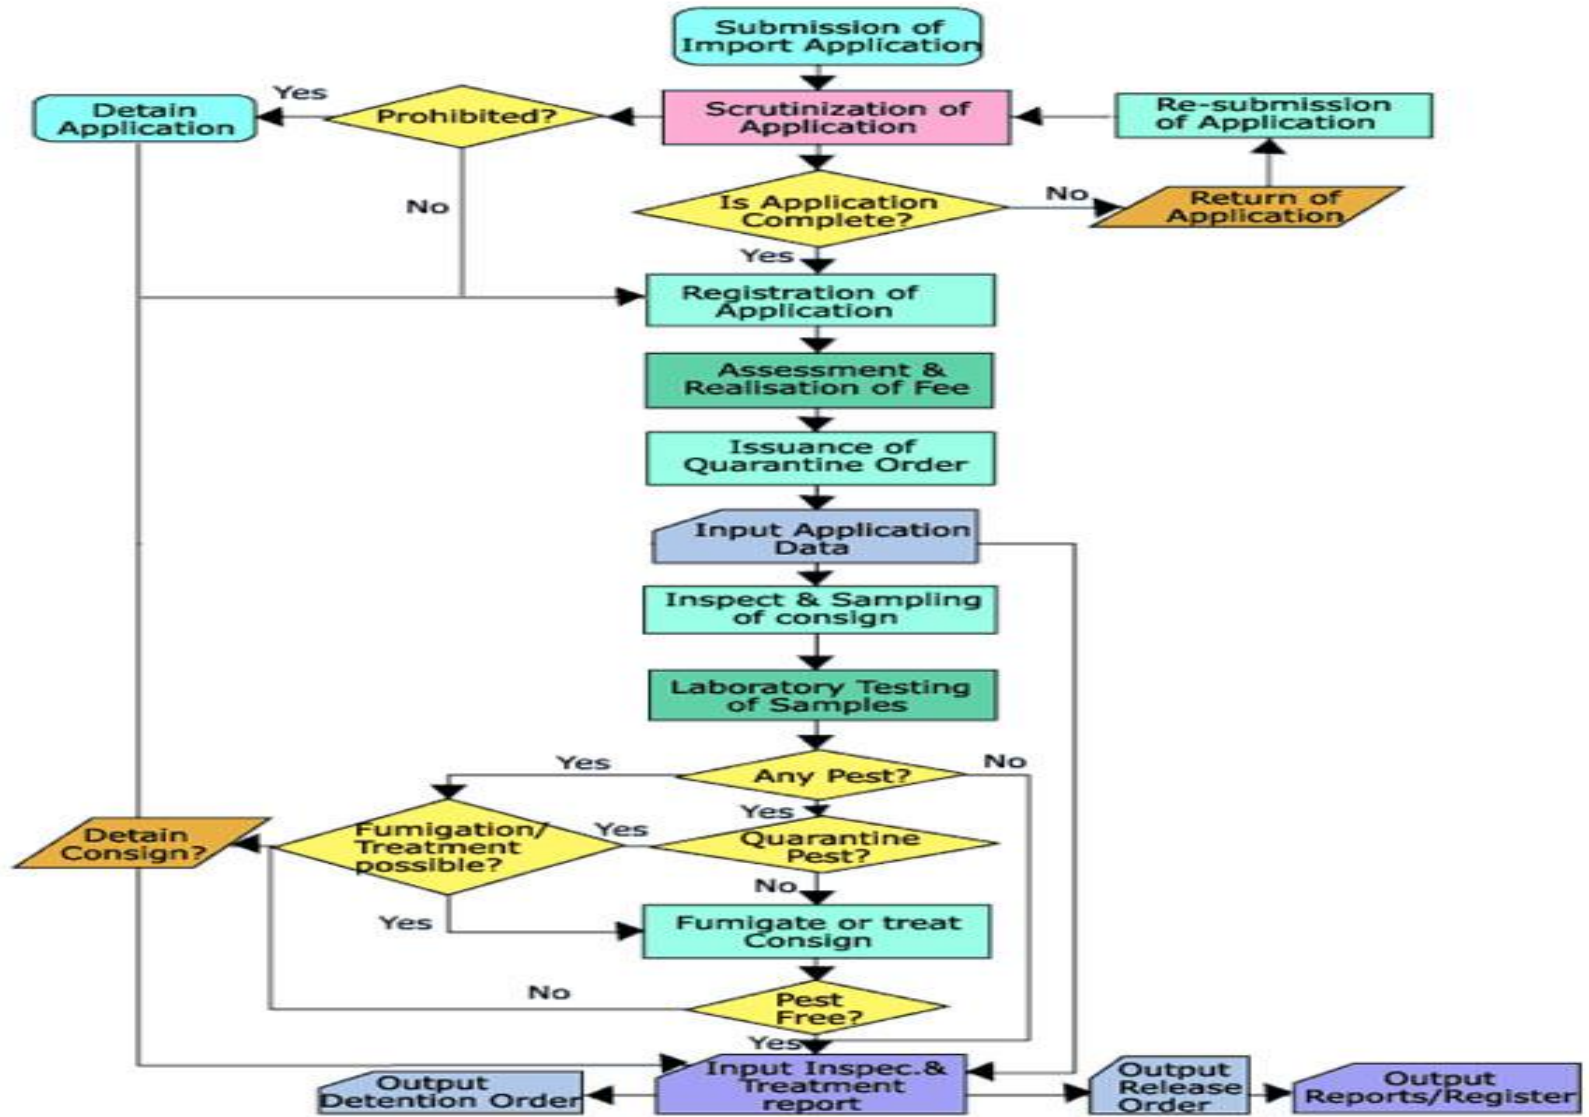 Submission of
Import Application
Yes
Prohibited?
Detain
Application
Scrutinization of
Application
Re-submission
of Application
No
Is Application
Complete?
No
Return of
Application
Yes
Registration of
Application
Assessment &
Realisation of Fee
Issuance of
Quarantine Order
Input Application
Data
Inspect & Sampling
of consign
Laboratory Testing
of Samples
Yes
Any Pest?
No
Yes
Detain
Consign?
Fumigation/
Treatment
possible?
Yes
Quarantine
Pest?
No
Yes
Fumigate or treat
Consign
No
Pest
Free?
Yes
Input Inspec.&
Treatment
report
Output
Detention Order
Output
Release
Order
Output
Reports/Register